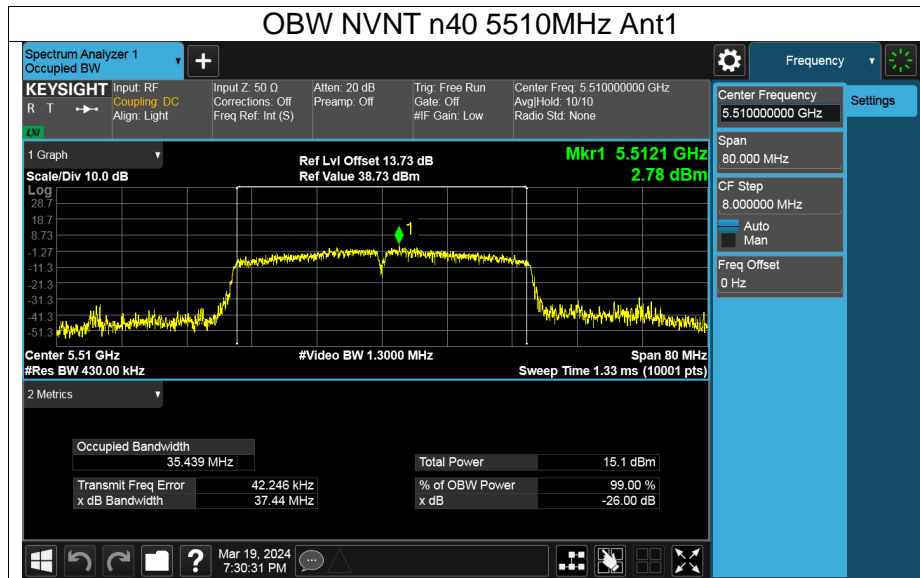 OBW NVNT n40 5510MHz Ant1
Spectrum Analyzer 1
Occupied BW
+
Frequency
KEYSIGHT
R T
LXI
Input: RF
Coupling: DC
Align: Light
Input Z: 50 Ω
Corrections: Off
Freq Ref: Int (S)
Atten: 20 dB
Preamp: Off
Trig: Free Run
Gate: Off
#IF Gain: Low
Center Freq: 5.510000000 GHz
Avg|Hold: 10/10
Radio Std: None
Center Frequency
5.510000000 GHz
Settings
Span
80.000 MHz
CF Step
8.000000 MHz
Auto
Man
Freq Offset
0 Hz
1 Graph
Scale/Div 10.0 dB
Ref Lvl Offset 13.73 dB
Ref Value 38.73 dBm
Mkr1 5.5121 GHz
2.78 dBm
Log
28.7
18.7
8.73
-1.27
-11.3
-21.3
-31.3
-41.3
-51.3
1
Center 5.51 GHz
#Res BW 430.00 kHz
#Video BW 1.3000 MHz
Span 80 MHz
Sweep Time 1.33 ms (10001 pts)
2 Metrics
Occupied Bandwidth
35.439 MHz
Total Power 15.1 dBm
Transmit Freq Error 42.246 kHz
% of OBW Power 99.00 %
x dB Bandwidth 37.44 MHz
x dB -26.00 dB
?
Mar 19, 2024
7:30:31 PM